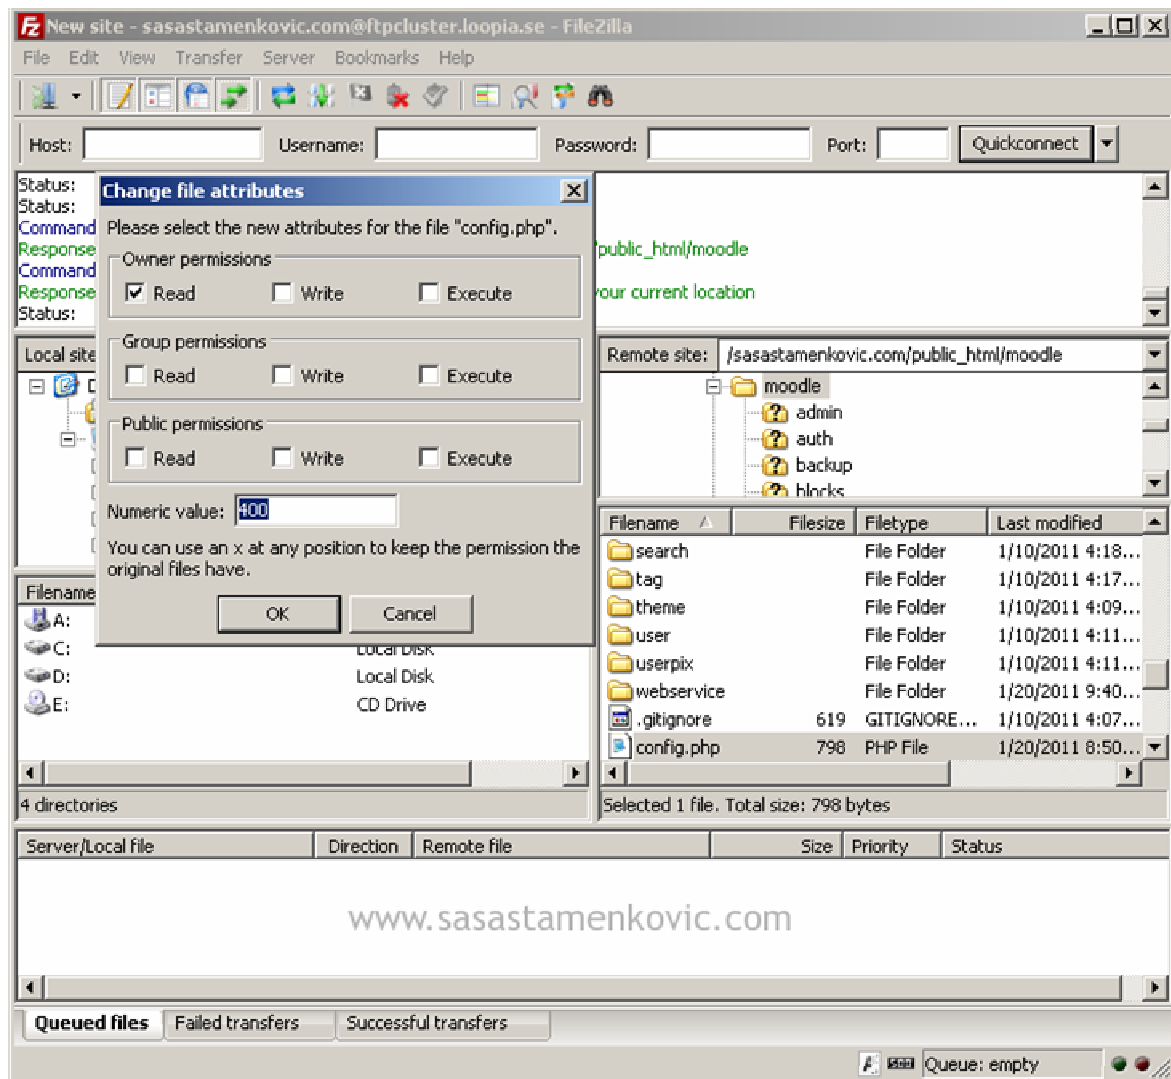 New site - sasastamenkovic.com@ftpcluster.loopia.se - FileZilla
File Edit View Transfer Server Bookmarks Help
Host: Username: Password: Port: Quickconnect
Status:
Status:
Command
Response
Command
Response
Status:
/public_html/moodle
your current location
Change file attributes
Please select the new attributes for the file "config.php".
Owner permissions
Read Write Execute
Group permissions
Read Write Execute
Public permissions
Read Write Execute
Numeric value: 400
You can use an x at any position to keep the permission the
original files have.
OK Cancel
Local site
Filename
A:
C: Local Disk
D: Local Disk
E: CD Drive
4 directories
Remote site: /sasastamenkovic.com/public_html/moodle
moodle
admin
auth
backup
blocks
Filename Filesize Filetype Last modified
search File Folder 1/10/2011 4:18...
tag File Folder 1/10/2011 4:17...
theme File Folder 1/10/2011 4:09...
user File Folder 1/10/2011 4:11...
userpix File Folder 1/10/2011 4:11...
webservice File Folder 1/20/2011 9:40...
.gitignore 619 GITIGNORE... 1/10/2011 4:07...
config.php 798 PHP File 1/20/2011 8:50...
Selected 1 file. Total size: 798 bytes
Server/Local file Direction Remote file Size Priority Status
www.sasastamenkovic.com
Queued files Failed transfers Successful transfers
Queue: empty